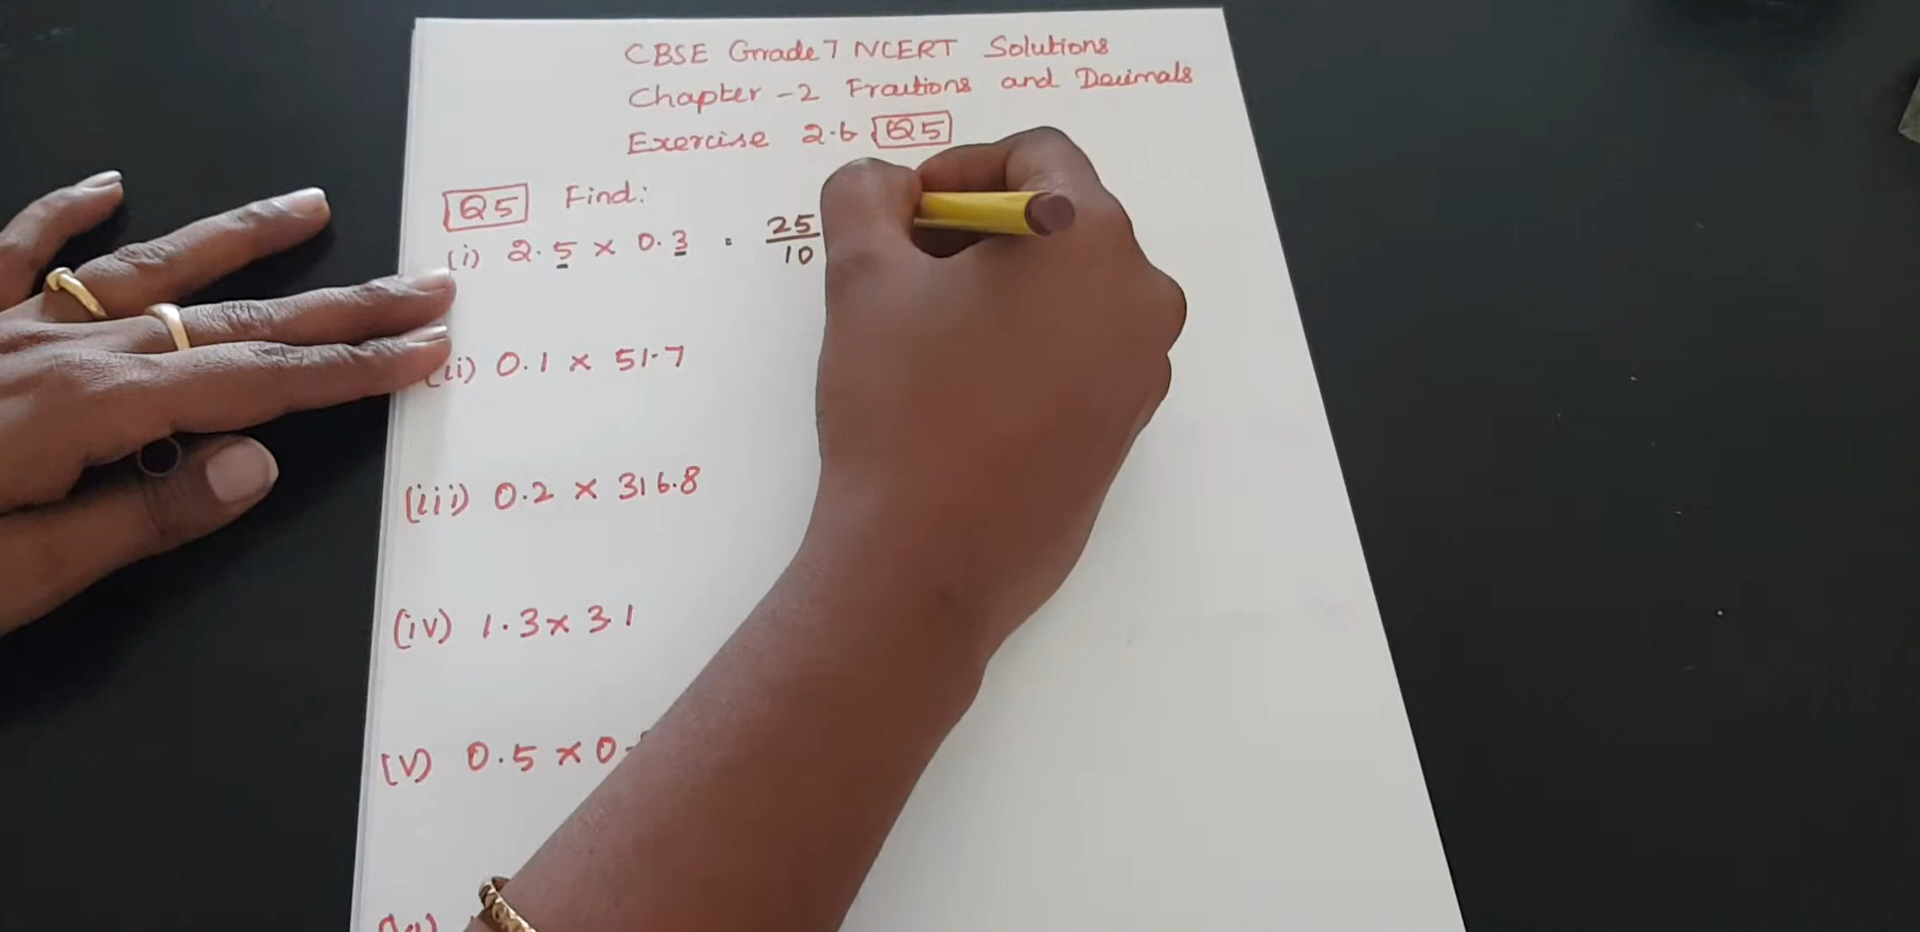 CBSE Grade 7 NCERT Solutions
Chapter - 2 Fractions and Decimals
Exercise 2.6 Q5
Q5 Find:
(i) 2.5 × 0.3 = 25/10
(ii) 0.1 × 51.7
(iii) 0.2 × 316.8
(iv) 1.3 × 3.1
(v) 0.5 × 0.